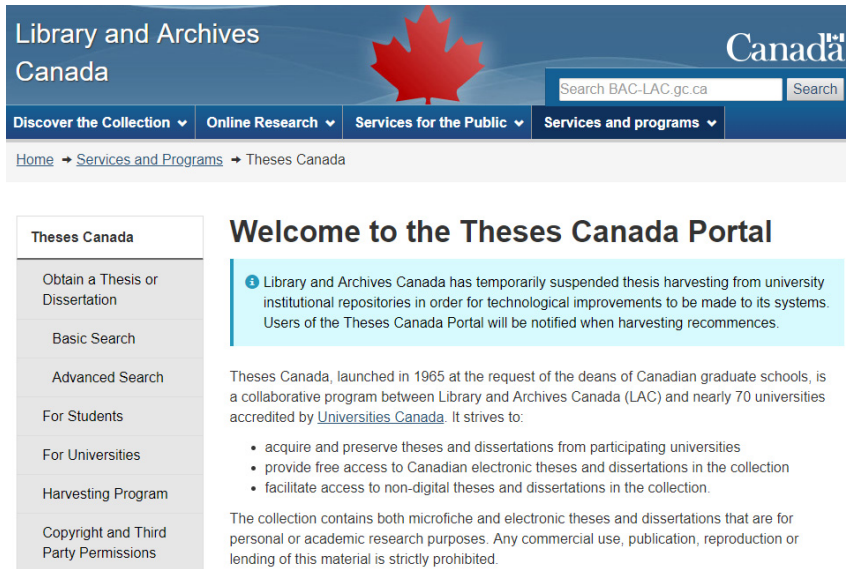 Library and Archives
Canada
Canada
Search BAC-LAC.gc.ca
Search
Discover the Collection
Online Research
Services for the Public
Services and programs
Home → Services and Programs → Theses Canada
Theses Canada
Obtain a Thesis or
Dissertation
Basic Search
Advanced Search
For Students
For Universities
Harvesting Program
Copyright and Third
Party Permissions
Welcome to the Theses Canada Portal
Library and Archives Canada has temporarily suspended thesis harvesting from university
institutional repositories in order for technological improvements to be made to its systems.
Users of the Theses Canada Portal will be notified when harvesting recommences.
Theses Canada, launched in 1965 at the request of the deans of Canadian graduate schools, is
a collaborative program between Library and Archives Canada (LAC) and nearly 70 universities
accredited by Universities Canada. It strives to:
• acquire and preserve theses and dissertations from participating universities
• provide free access to Canadian electronic theses and dissertations in the collection
• facilitate access to non-digital theses and dissertations in the collection.
The collection contains both microfiche and electronic theses and dissertations that are for
personal or academic research purposes. Any commercial use, publication, reproduction or
lending of this material is strictly prohibited.